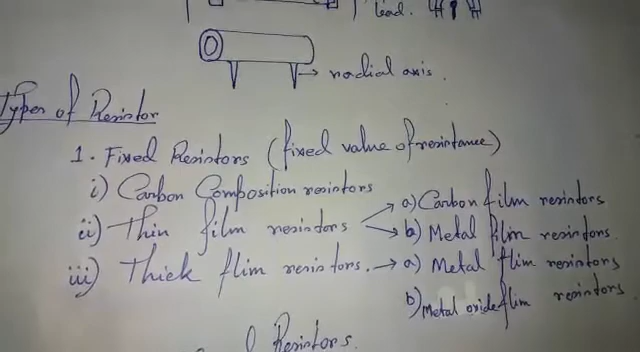 lead.
radial axis.
Types of Resistor
1. Fixed Resistors (fixed value of resistance)
i) Carbon Composition resistors
ii) Thin film resistors → a) Carbon film resistors
→ b) Metal film resistors.
iii) Thick flim resistors. → a) Metal flim resistors
b) Metal oxide flim resistors.
Resistors.